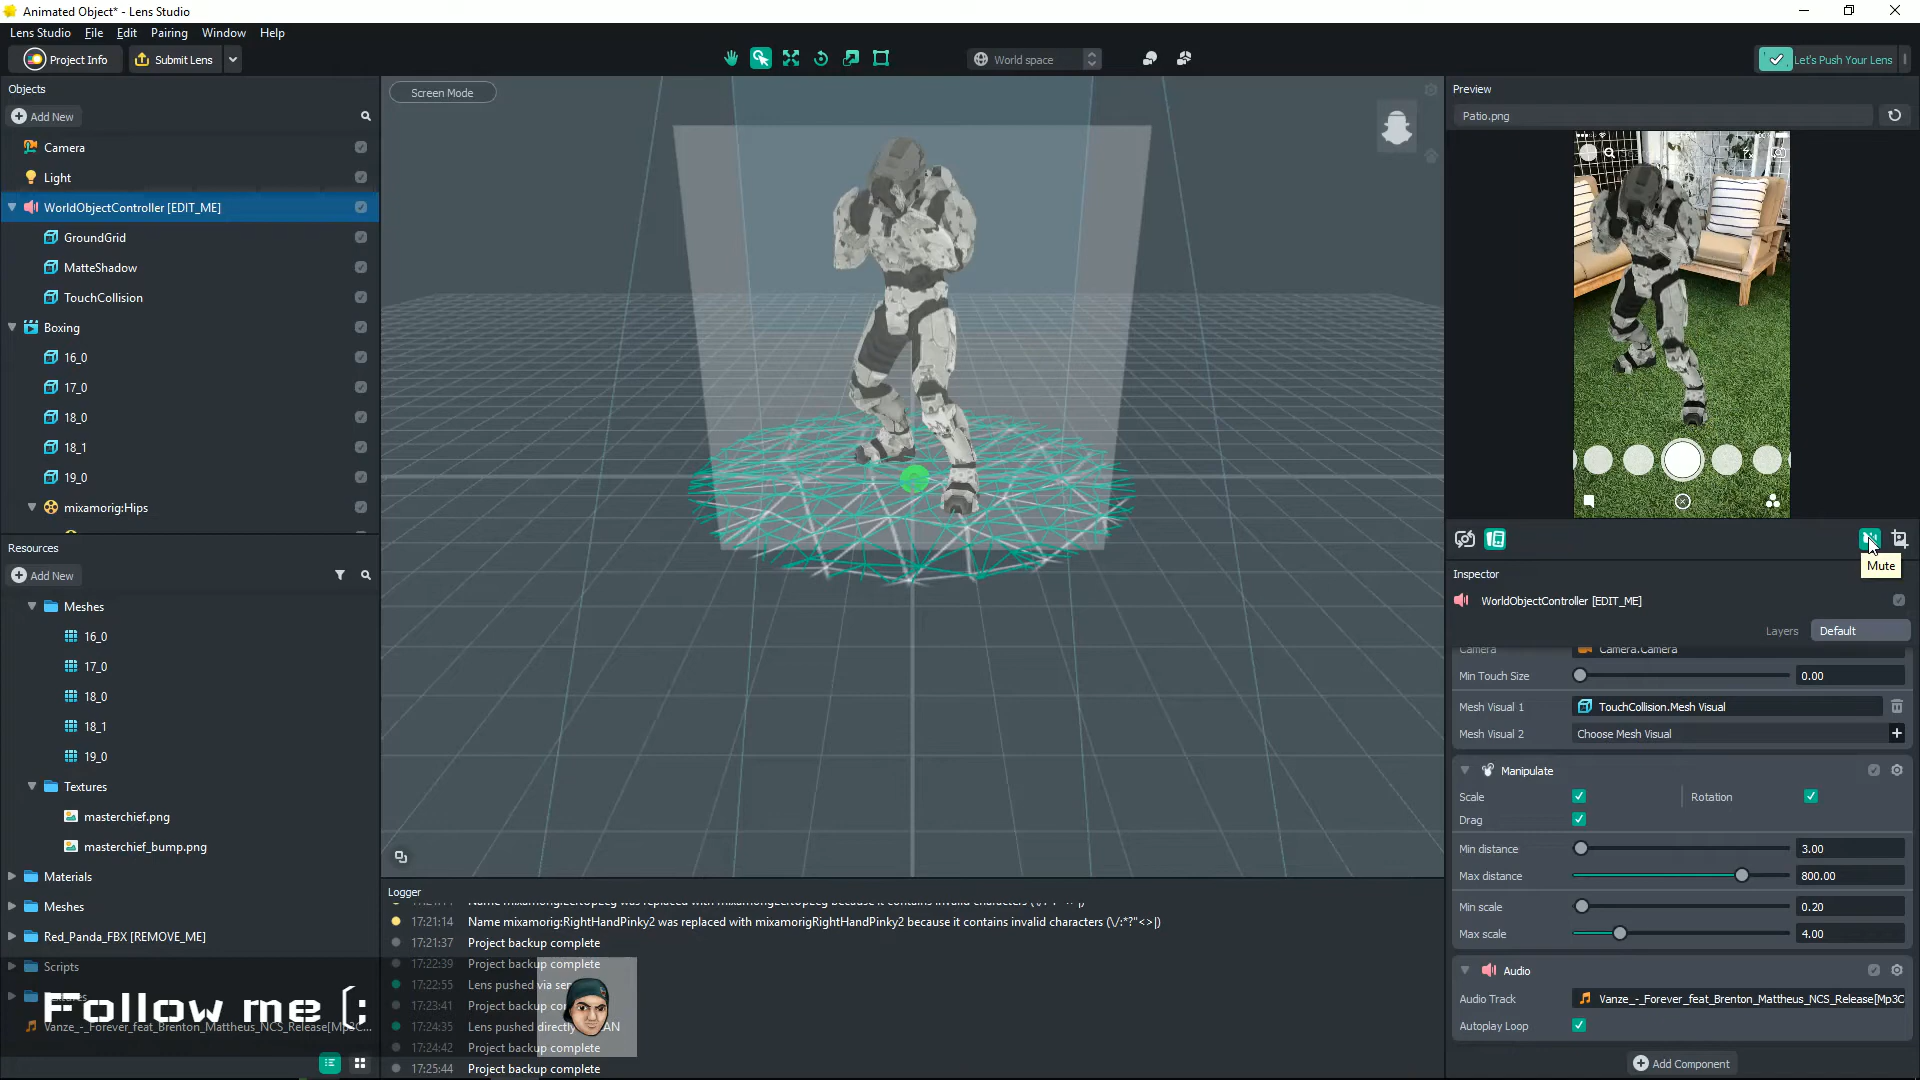 Animated Object* - Lens Studio
Lens Studio File Edit Pairing Window Help
Project Info Submit Lens World space Let's Push Your Lens
Objects
Add New
Camera
Light
WorldObjectController [EDIT_ME]
GroundGrid
MatteShadow
TouchCollision
Boxing
16_0
17_0
18_0
18_1
19_0
mixamorig:Hips
Resources
Add New
Meshes
16_0
17_0
18_0
18_1
19_0
Textures
masterchief.png
masterchief_bump.png
Materials
Meshes
Red_Panda_FBX [REMOVE_ME]
Scripts
Follow me (;
Vanze_-_Forever_feat_Brenton_Mattheus_NCS_Release[Mp3C...
Screen Mode
Logger
17:21:14 Name mixamorig:RightHandPinky2 was replaced with mixamorigRightHandPinky2 because it contains invalid characters (\/:*?"<>|)
17:21:37 Project backup complete
17:22:39 Project backup complete
17:22:55 Lens pushed via
17:23:41 Project backup
17:24:35 Lens pushed directly
17:24:42 Project backup complete
17:25:44 Project backup complete
Preview
Patio.png
Mute
Inspector
WorldObjectController [EDIT_ME]
Layers Default
Camera Camera.Camera
Min Touch Size 0.00
Mesh Visual 1 TouchCollision.Mesh Visual
Mesh Visual 2 Choose Mesh Visual
Manipulate
Scale Rotation
Drag
Min distance 3.00
Max distance 800.00
Min scale 0.20
Max scale 4.00
Audio
Audio Track Vanze_-_Forever_feat_Brenton_Mattheus_NCS_Release[Mp3C
Autoplay Loop
Add Component